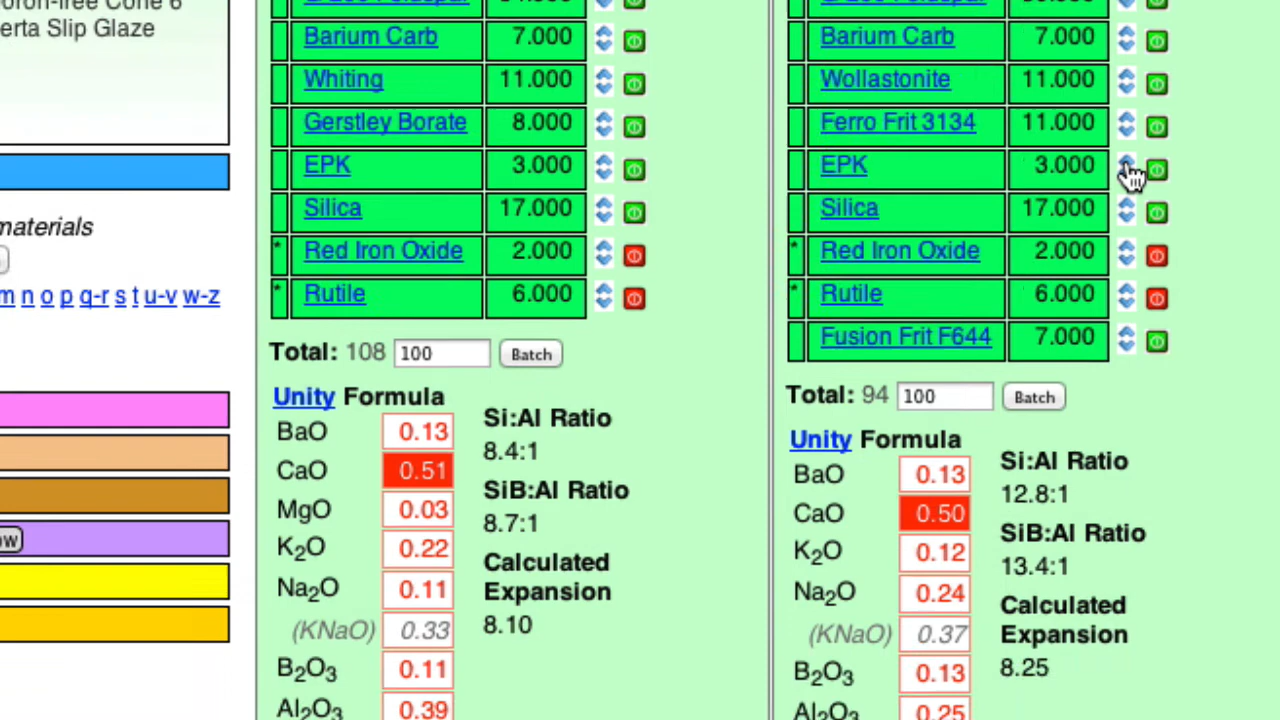 erta Slip Glaze
materials
m n o p q-r s t u-v w-z
ow
Barium Carb 7.000
Whiting 11.000
Gerstley Borate 8.000
EPK 3.000
Silica 17.000
* Red Iron Oxide 2.000
* Rutile 6.000
Total: 108 100 Batch
Unity Formula
BaO 0.13
CaO 0.51
MgO 0.03
K₂O 0.22
Na₂O 0.11
(KNaO) 0.33
B₂O₃ 0.11
Al₂O₃ 0.39
Si:Al Ratio
8.4:1
SiB:Al Ratio
8.7:1
Calculated
Expansion
8.10
Barium Carb 7.000
Wollastonite 11.000
Ferro Frit 3134 11.000
EPK 3.000
Silica 17.000
* Red Iron Oxide 2.000
* Rutile 6.000
Fusion Frit F644 7.000
Total: 94 100 Batch
Unity Formula
BaO 0.13
CaO 0.50
K₂O 0.12
Na₂O 0.24
(KNaO) 0.37
B₂O₃ 0.13
Al₂O₃ 0.25
Si:Al Ratio
12.8:1
SiB:Al Ratio
13.4:1
Calculated
Expansion
8.25